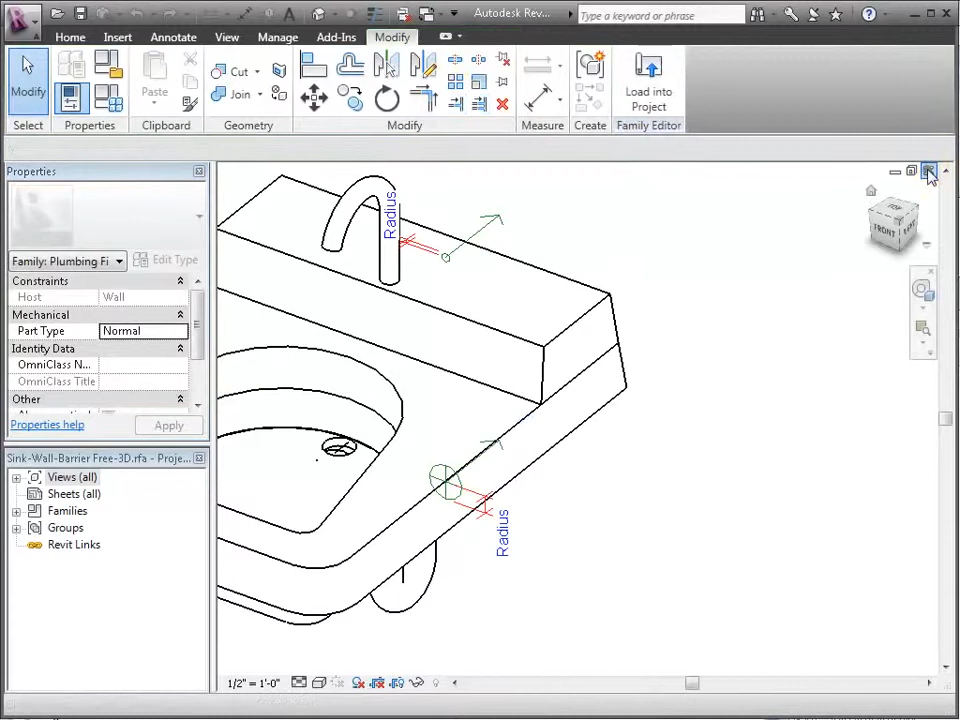 Autodesk Rev...
Type a keyword or phrase
Home
Insert
Annotate
View
Manage
Add-Ins
Modify
Modify
Paste
Cut
Join
Load into
Project
Select
Properties
Clipboard
Geometry
Modify
Measure
Create
Family Editor
Properties
Family: Plumbing Fi
Edit Type
Constraints
Host
Wall
Mechanical
Part Type
Normal
Identity Data
OmniClass N...
OmniClass Title
Other
Properties help
Apply
Sink-Wall-Barrier Free-3D.rfa - Proje...
Views (all)
Sheets (all)
Families
Groups
Revit Links
Radius
Radius
TOP
FRONT
1/2" = 1'-0"